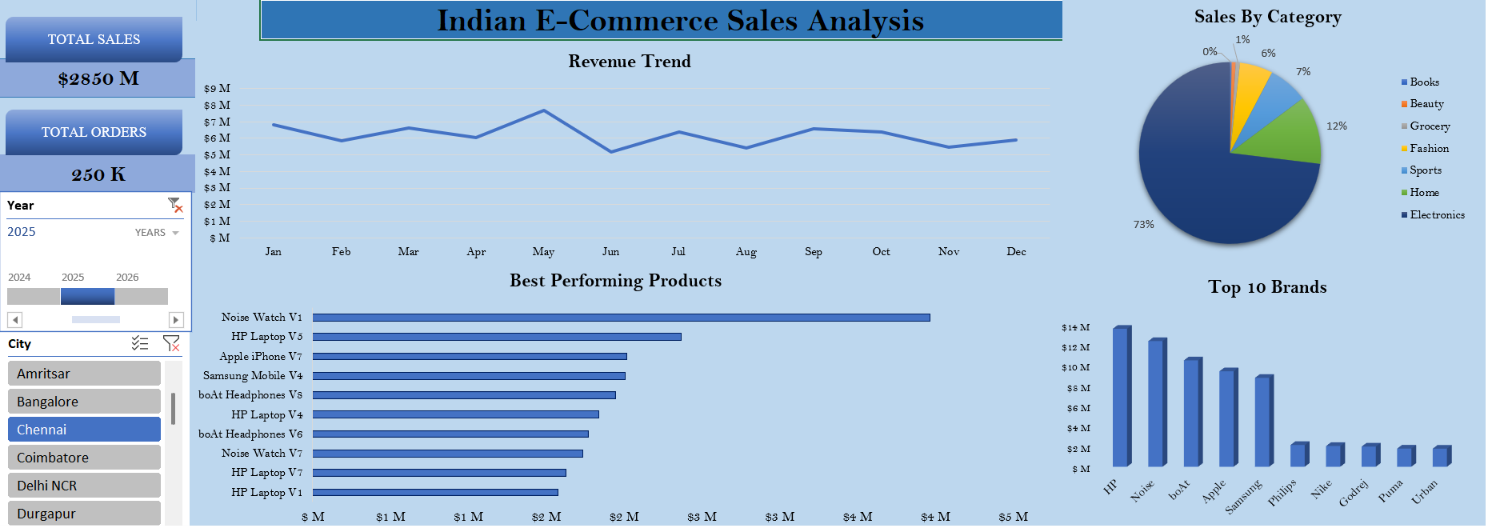 Indian E-Commerce Sales Analysis
TOTAL SALES
$2850 M
TOTAL ORDERS
250 K
Year
2025
YEARS
2024 2025 2026
City
Amritsar
Bangalore
Chennai
Coimbatore
Delhi NCR
Durgapur
Revenue Trend
$9 M
$8 M
$7 M
$6 M
$5 M
$4 M
$3 M
$2 M
$1 M
$ M
Jan Feb Mar Apr May Jun Jul Aug Sep Oct Nov Dec
Best Performing Products
Noise Watch V1
HP Laptop V5
Apple iPhone V7
Samsung Mobile V4
boAt Headphones V8
HP Laptop V4
boAt Headphones V6
Noise Watch V7
HP Laptop V7
HP Laptop V1
$ M $1 M $1 M $2 M $2 M $3 M $3 M $4 M $4 M $5 M
Sales By Category
0%
1%
6%
7%
12%
73%
Books
Beauty
Grocery
Fashion
Sports
Home
Electronics
Top 10 Brands
$14 M
$12 M
$10 M
$8 M
$6 M
$4 M
$2 M
$ M
HP Noise boAt Apple Samsung Philips Nike Godrej Puma Urban